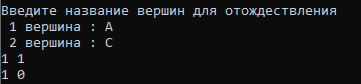 Введите название вершин для отождествления
1 вершина : A
2 вершина : C
1 1
1 0